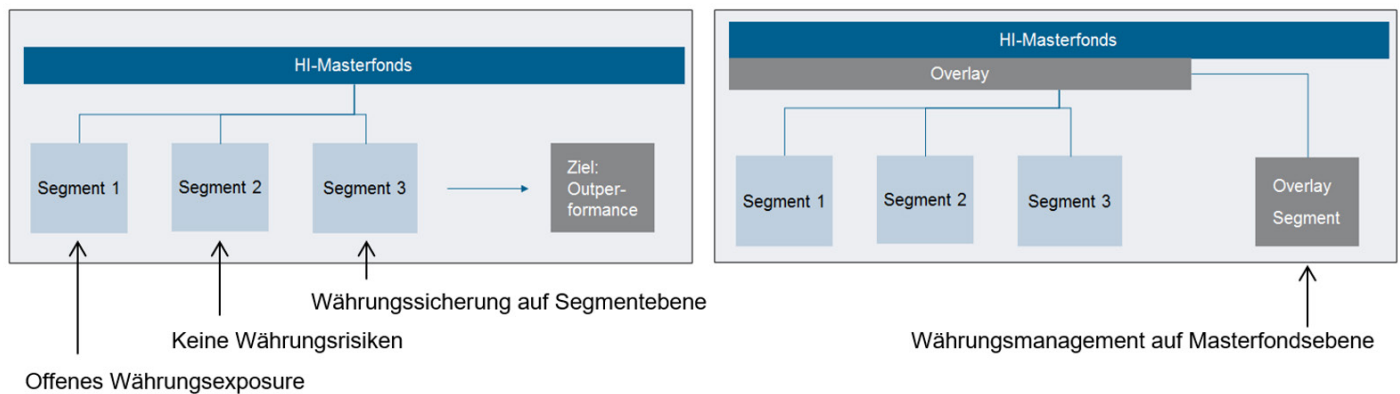 HI-Masterfonds
Segment 1
Segment 2
Segment 3
Ziel:
Outper-
formance
Währungssicherung auf Segmentebene
Keine Währungsrisiken
Offenes Währungsexposure
HI-Masterfonds
Overlay
Segment 1
Segment 2
Segment 3
Overlay
Segment
Währungsmanagement auf Masterfondsebene